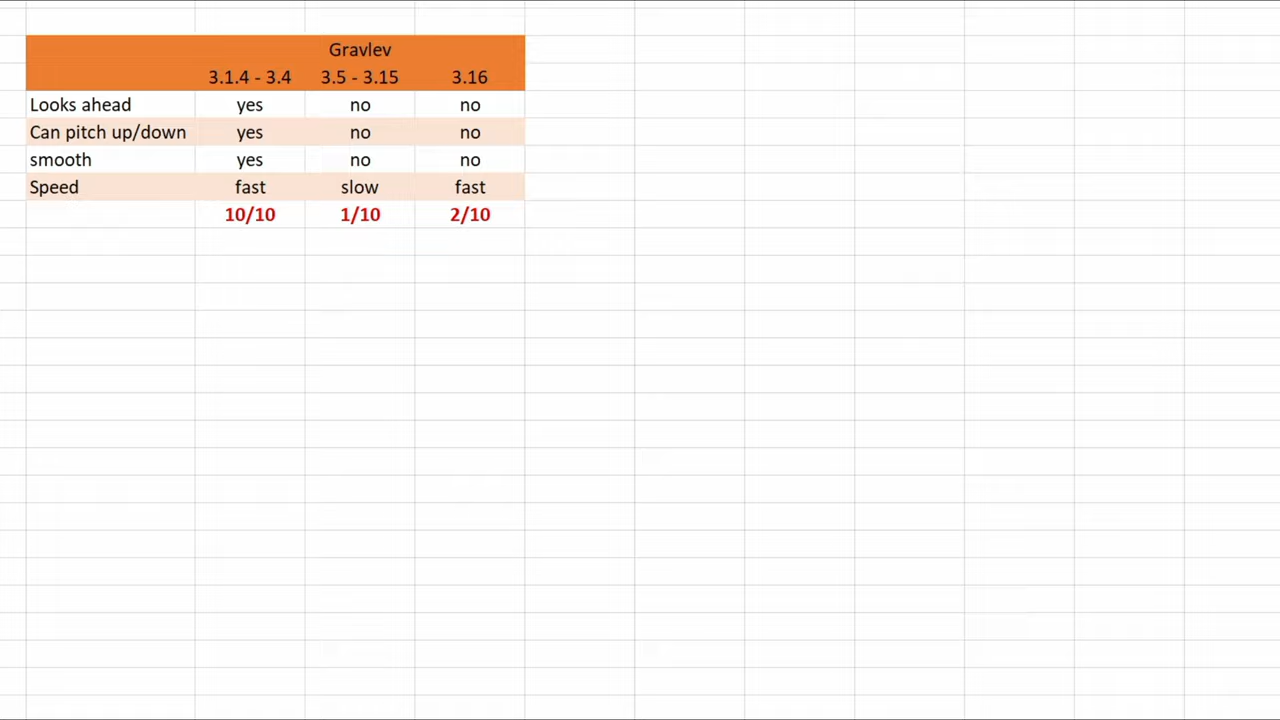 Gravlev
3.1.4 - 3.4 3.5 - 3.15 3.16
Looks ahead yes no no
Can pitch up/down yes no no
smooth yes no no
Speed fast slow fast
10/10 1/10 2/10